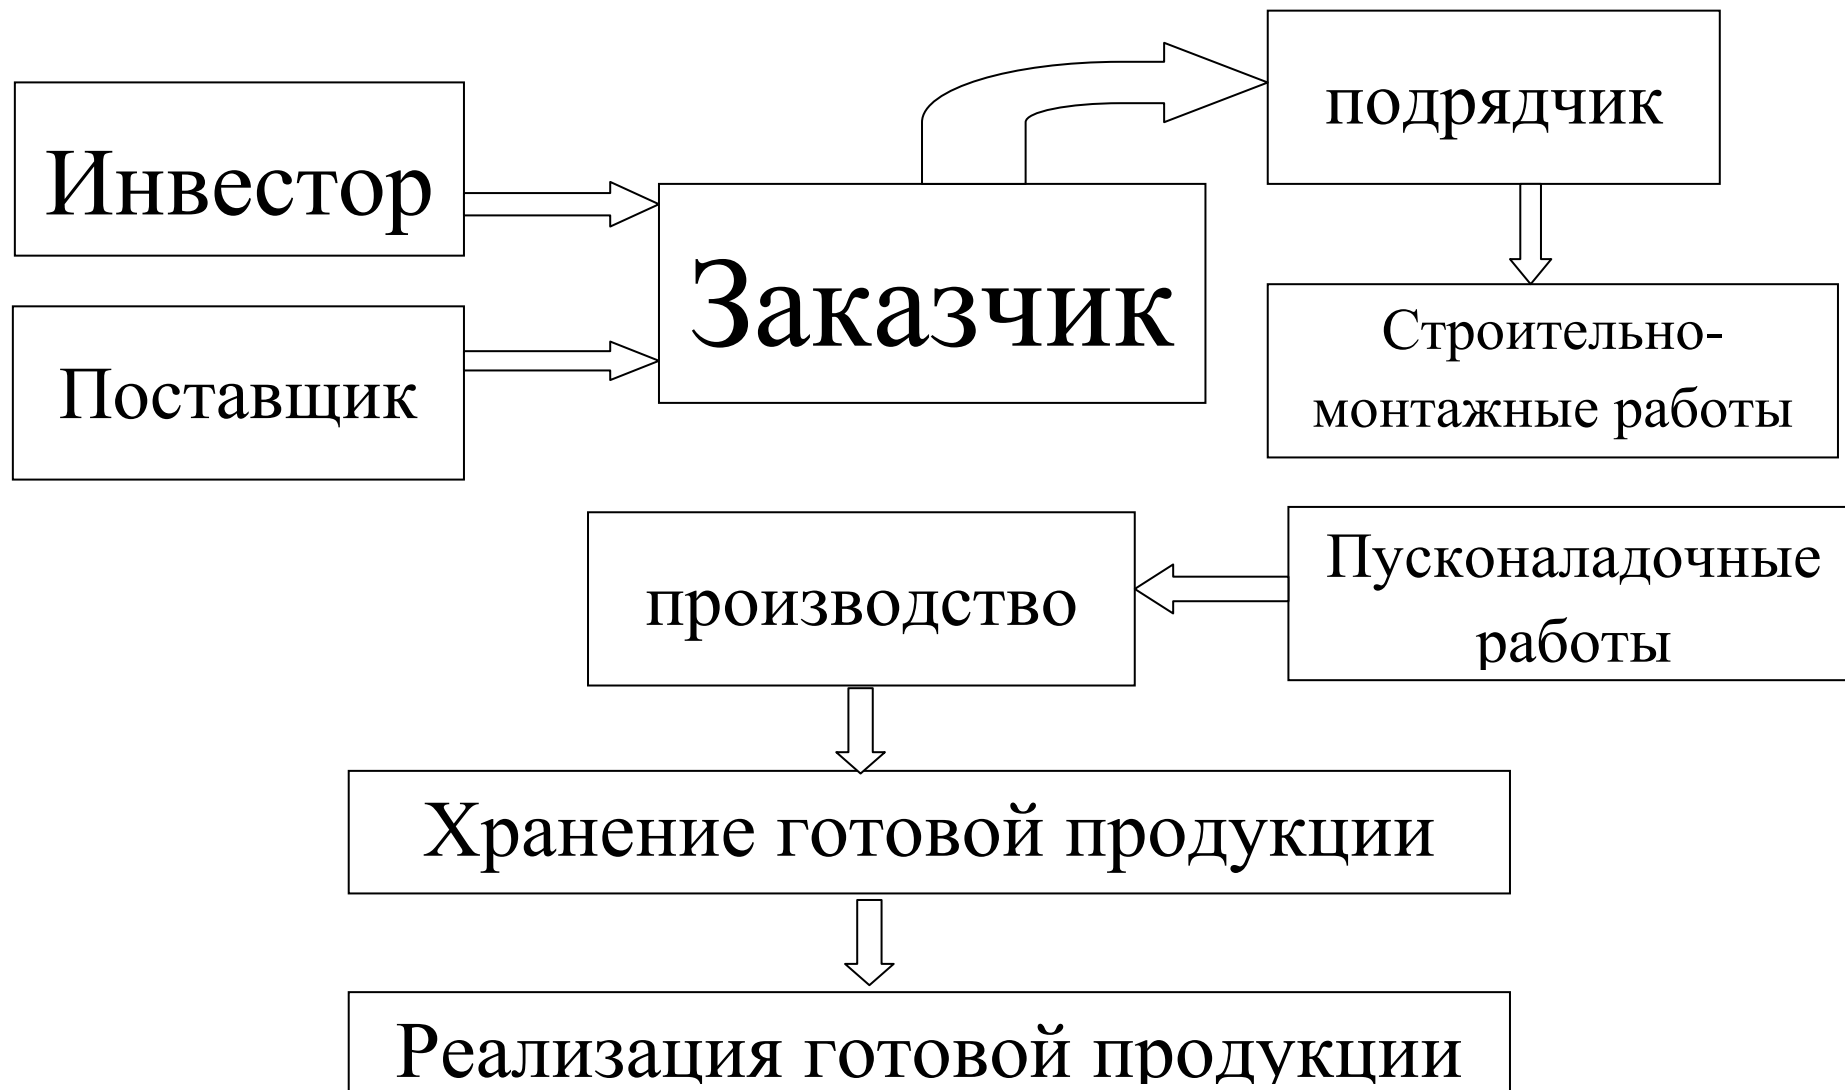 подрядчик
Инвестор
Заказчик
Поставщик
Строительно-
монтажные работы
производство
Пусконаладочные
работы
Хранение готовой продукции
Реализация готовой продукции